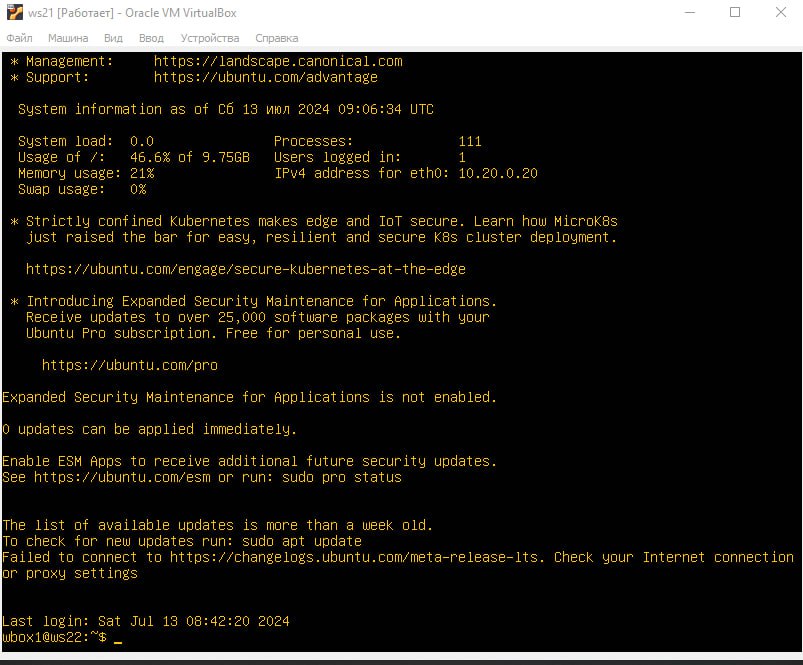 ws21 [Работает] - Oracle VM VirtualBox
Файл Машина Вид Ввод Устройства Справка
* Management: https://landscape.canonical.com
* Support: https://ubuntu.com/advantage
System information as of Сб 13 июл 2024 09:06:34 UTC
System load: 0.0 Processes: 111
Usage of /: 46.6% of 9.75GB Users logged in: 1
Memory usage: 21% IPv4 address for eth0: 10.20.0.20
Swap usage: 0%
* Strictly confined Kubernetes makes edge and IoT secure. Learn how MicroK8s
just raised the bar for easy, resilient and secure K8s cluster deployment.
https://ubuntu.com/engage/secure-kubernetes-at-the-edge
* Introducing Expanded Security Maintenance for Applications.
Receive updates to over 25,000 software packages with your
Ubuntu Pro subscription. Free for personal use.
https://ubuntu.com/pro
Expanded Security Maintenance for Applications is not enabled.
0 updates can be applied immediately.
Enable ESM Apps to receive additional future security updates.
See https://ubuntu.com/esm or run: sudo pro status
The list of available updates is more than a week old.
To check for new updates run: sudo apt update
Failed to connect to https://changelogs.ubuntu.com/meta-release-lts. Check your Internet connection
or proxy settings
Last login: Sat Jul 13 08:42:20 2024
wbox1@ws22:~$ _